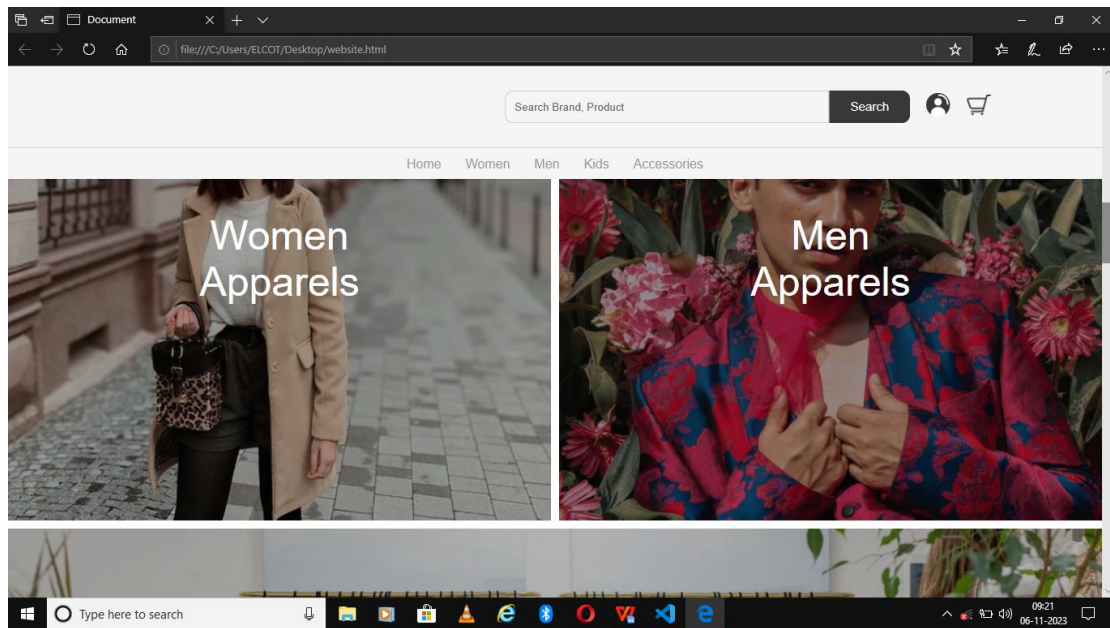 Document
file:///C:/Users/ELCOT/Desktop/website.html
Search Brand, Product
Search
Home Women Men Kids Accessories
Women
Apparels
Men
Apparels
Type here to search
09:21
06-11-2023